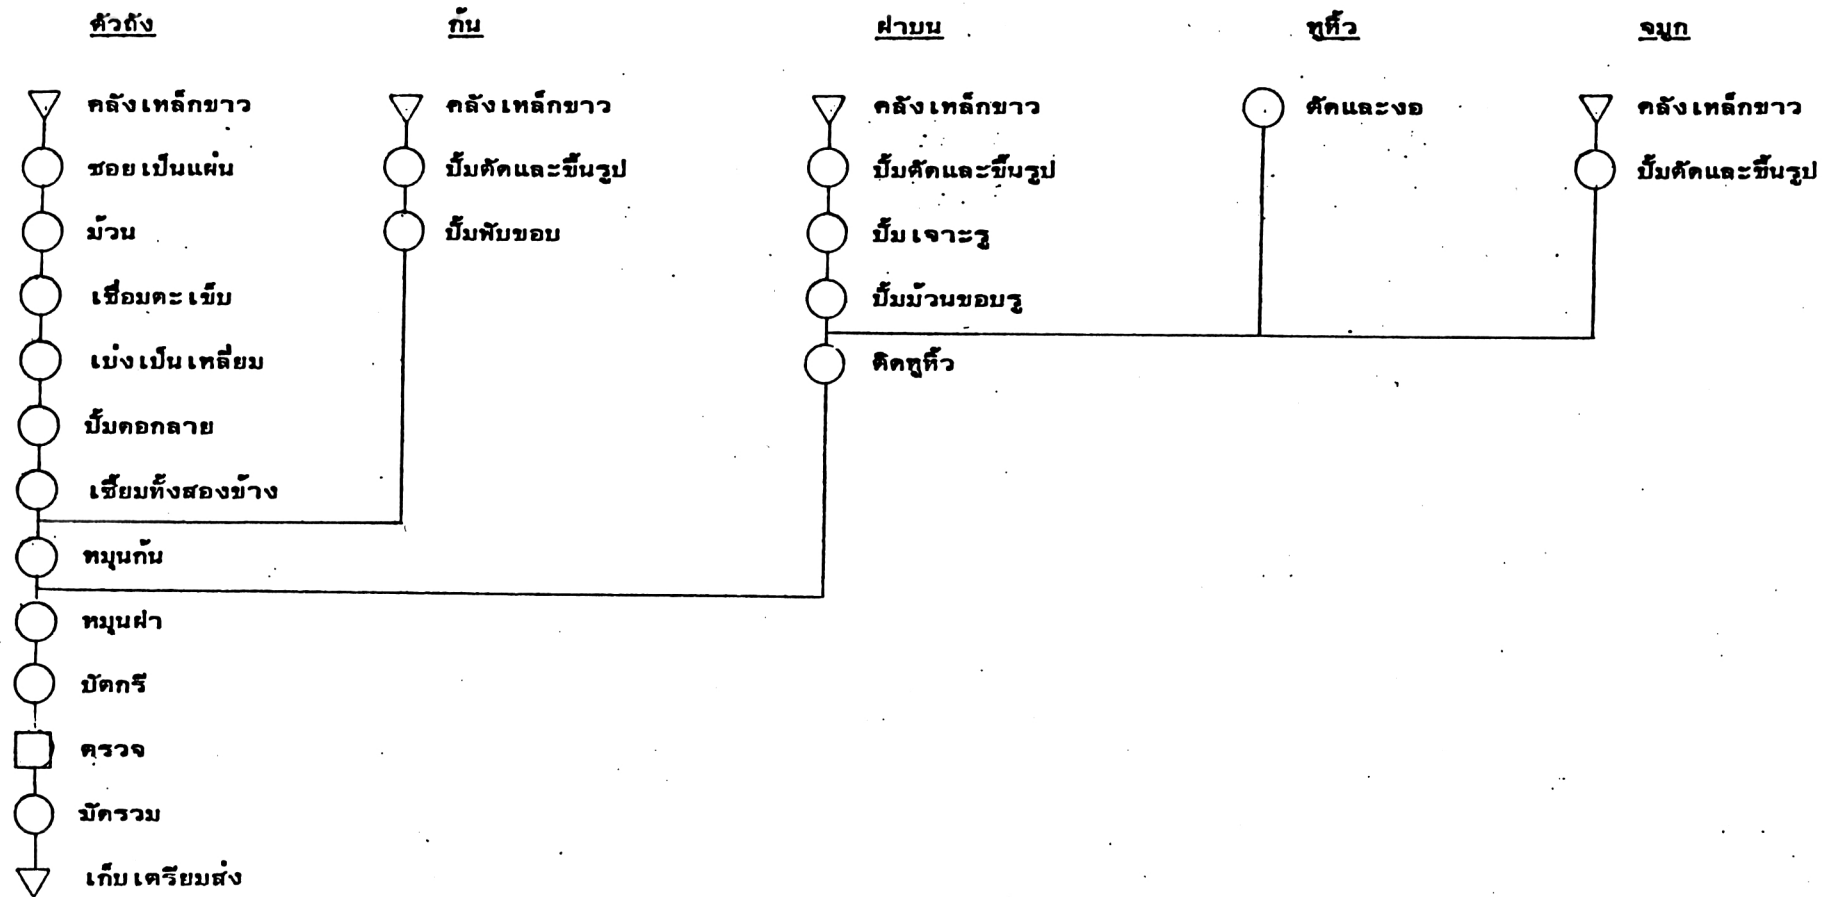 ตัวถัง
ก้น
ฝาบน
หูหิ้ว
จมูก
คลังเหล็กขาว
คลังเหล็กขาว
คลังเหล็กขาว
ตัดและงอ
คลังเหล็กขาว
ซอยเป็นแผ่น
ปั๊มตัดและขึ้นรูป
ปั๊มตัดและขึ้นรูป
ปั๊มตัดและขึ้นรูป
ม้วน
ปั๊มพับขอบ
ปั๊มเจาะรู
เชื่อมตะเข็บ
ปั๊มม้วนขอบรู
เบ่งเป็นเหลี่ยม
ติดหูหิ้ว
ปั๊มดอกลาย
เซี้ยมทั้งสองข้าง
หมุนก้น
หมุนฝา
บัตกรี
ตรวจ
มัดรวม
เก็บเตรียมส่ง